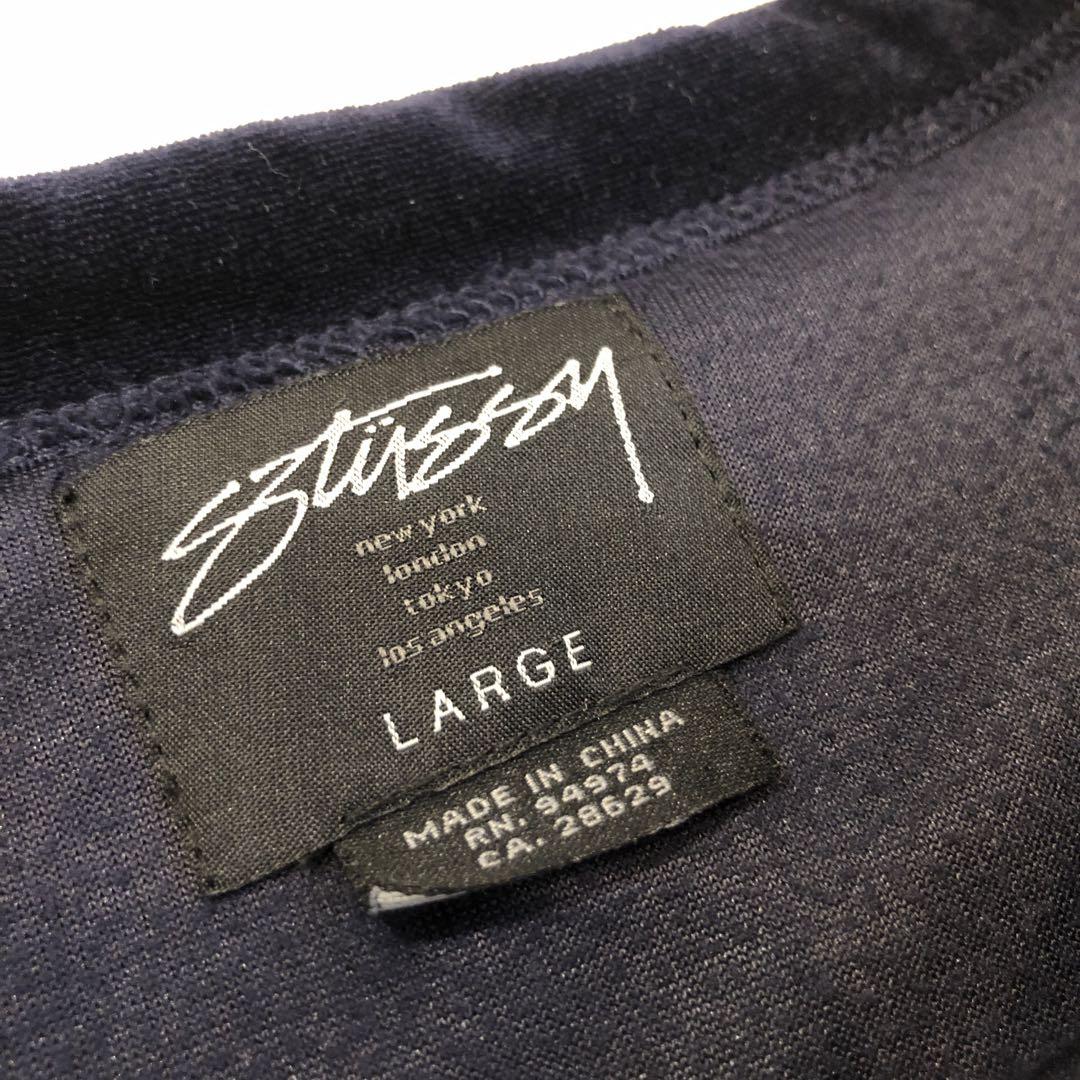 Stüssy
new york
london
tokyo
los angeles
LARGE
MADE IN CHINA
RN. 94974
CA. 28629